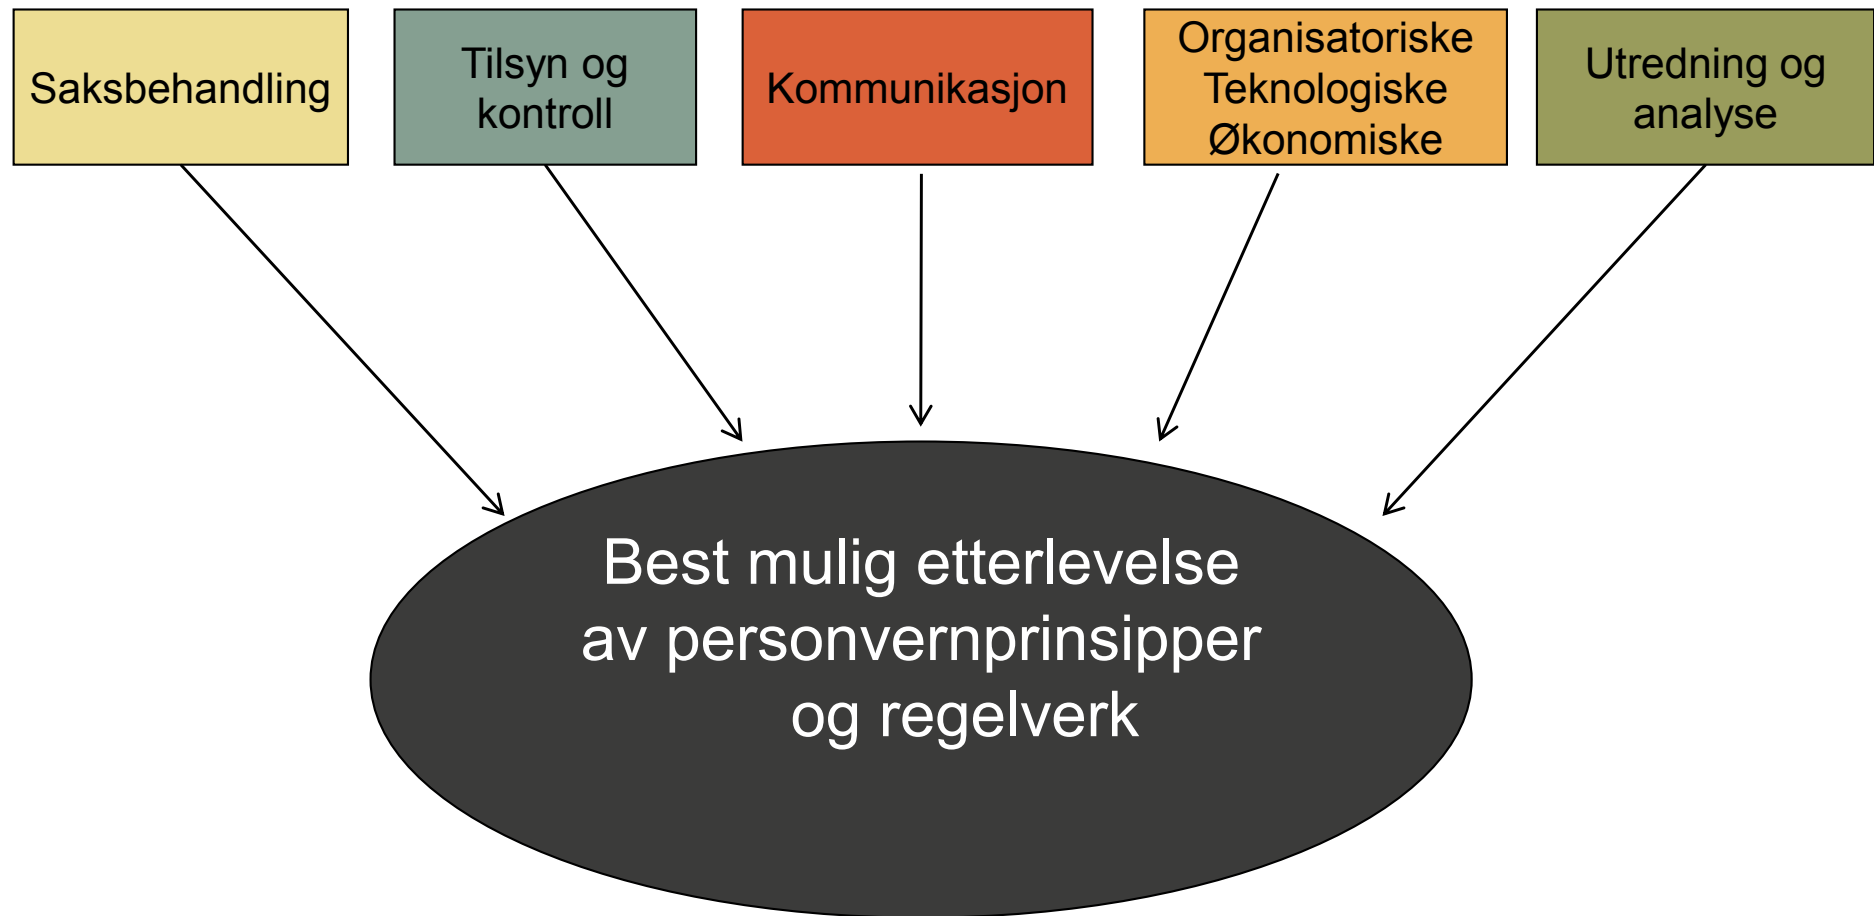 Saksbehandling
Tilsyn og
kontroll
Kommunikasjon
Organisatoriske
Teknologiske
Økonomiske
Utredning og
analyse
Best mulig etterlevelse
av personvernprinsipper
og regelverk